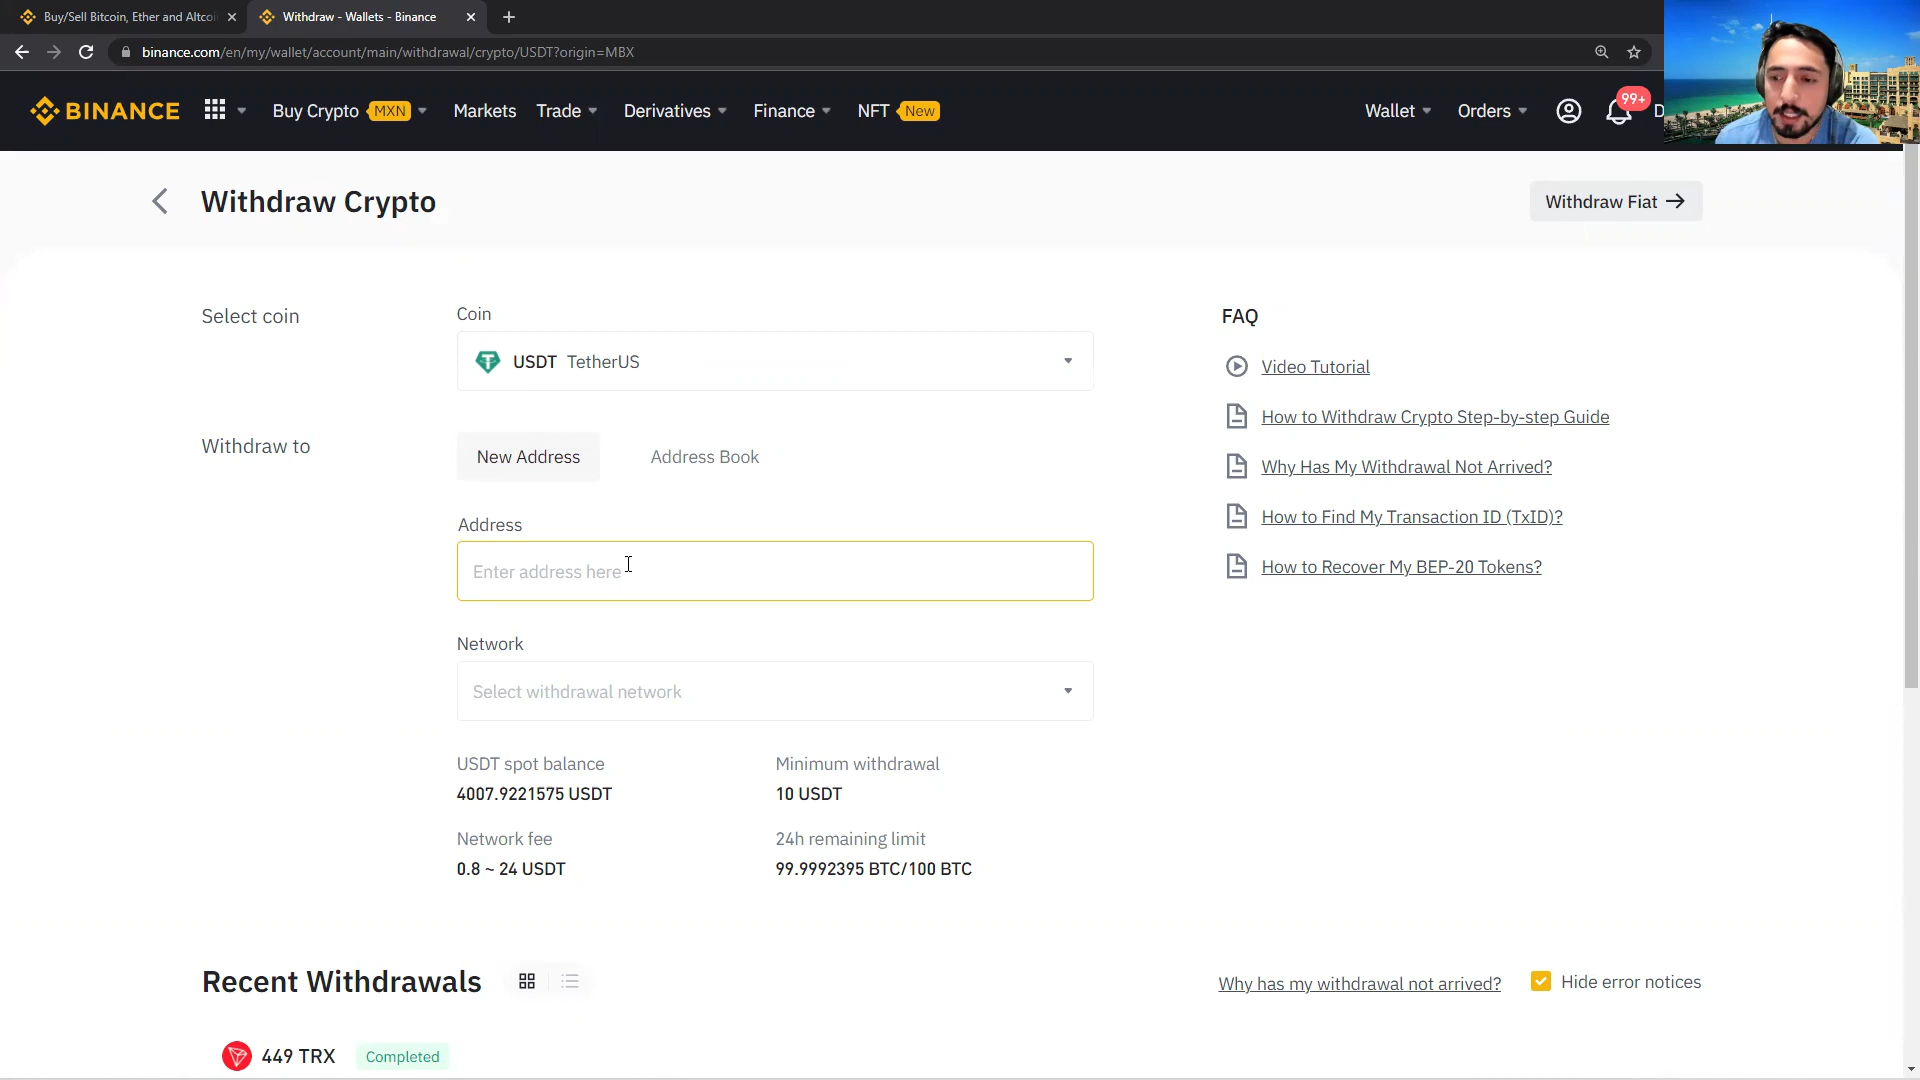 Buy/Sell Bitcoin, Ether and Altcoi
Withdraw - Wallets - Binance
binance.com/en/my/wallet/account/main/withdrawal/crypto/USDT?origin=MBX
BINANCE
Buy Crypto MXN
Markets
Trade
Derivatives
Finance
NFT New
Wallet
Orders
99+
D
Withdraw Crypto
Withdraw Fiat →
Select coin
Coin
USDT TetherUS
Withdraw to
New Address
Address Book
Address
Enter address here
Network
Select withdrawal network
USDT spot balance
4007.9221575 USDT
Minimum withdrawal
10 USDT
Network fee
0.8 ~ 24 USDT
24h remaining limit
99.9992395 BTC/100 BTC
FAQ
Video Tutorial
How to Withdraw Crypto Step-by-step Guide
Why Has My Withdrawal Not Arrived?
How to Find My Transaction ID (TxID)?
How to Recover My BEP-20 Tokens?
Recent Withdrawals
Why has my withdrawal not arrived?
Hide error notices
449 TRX
Completed